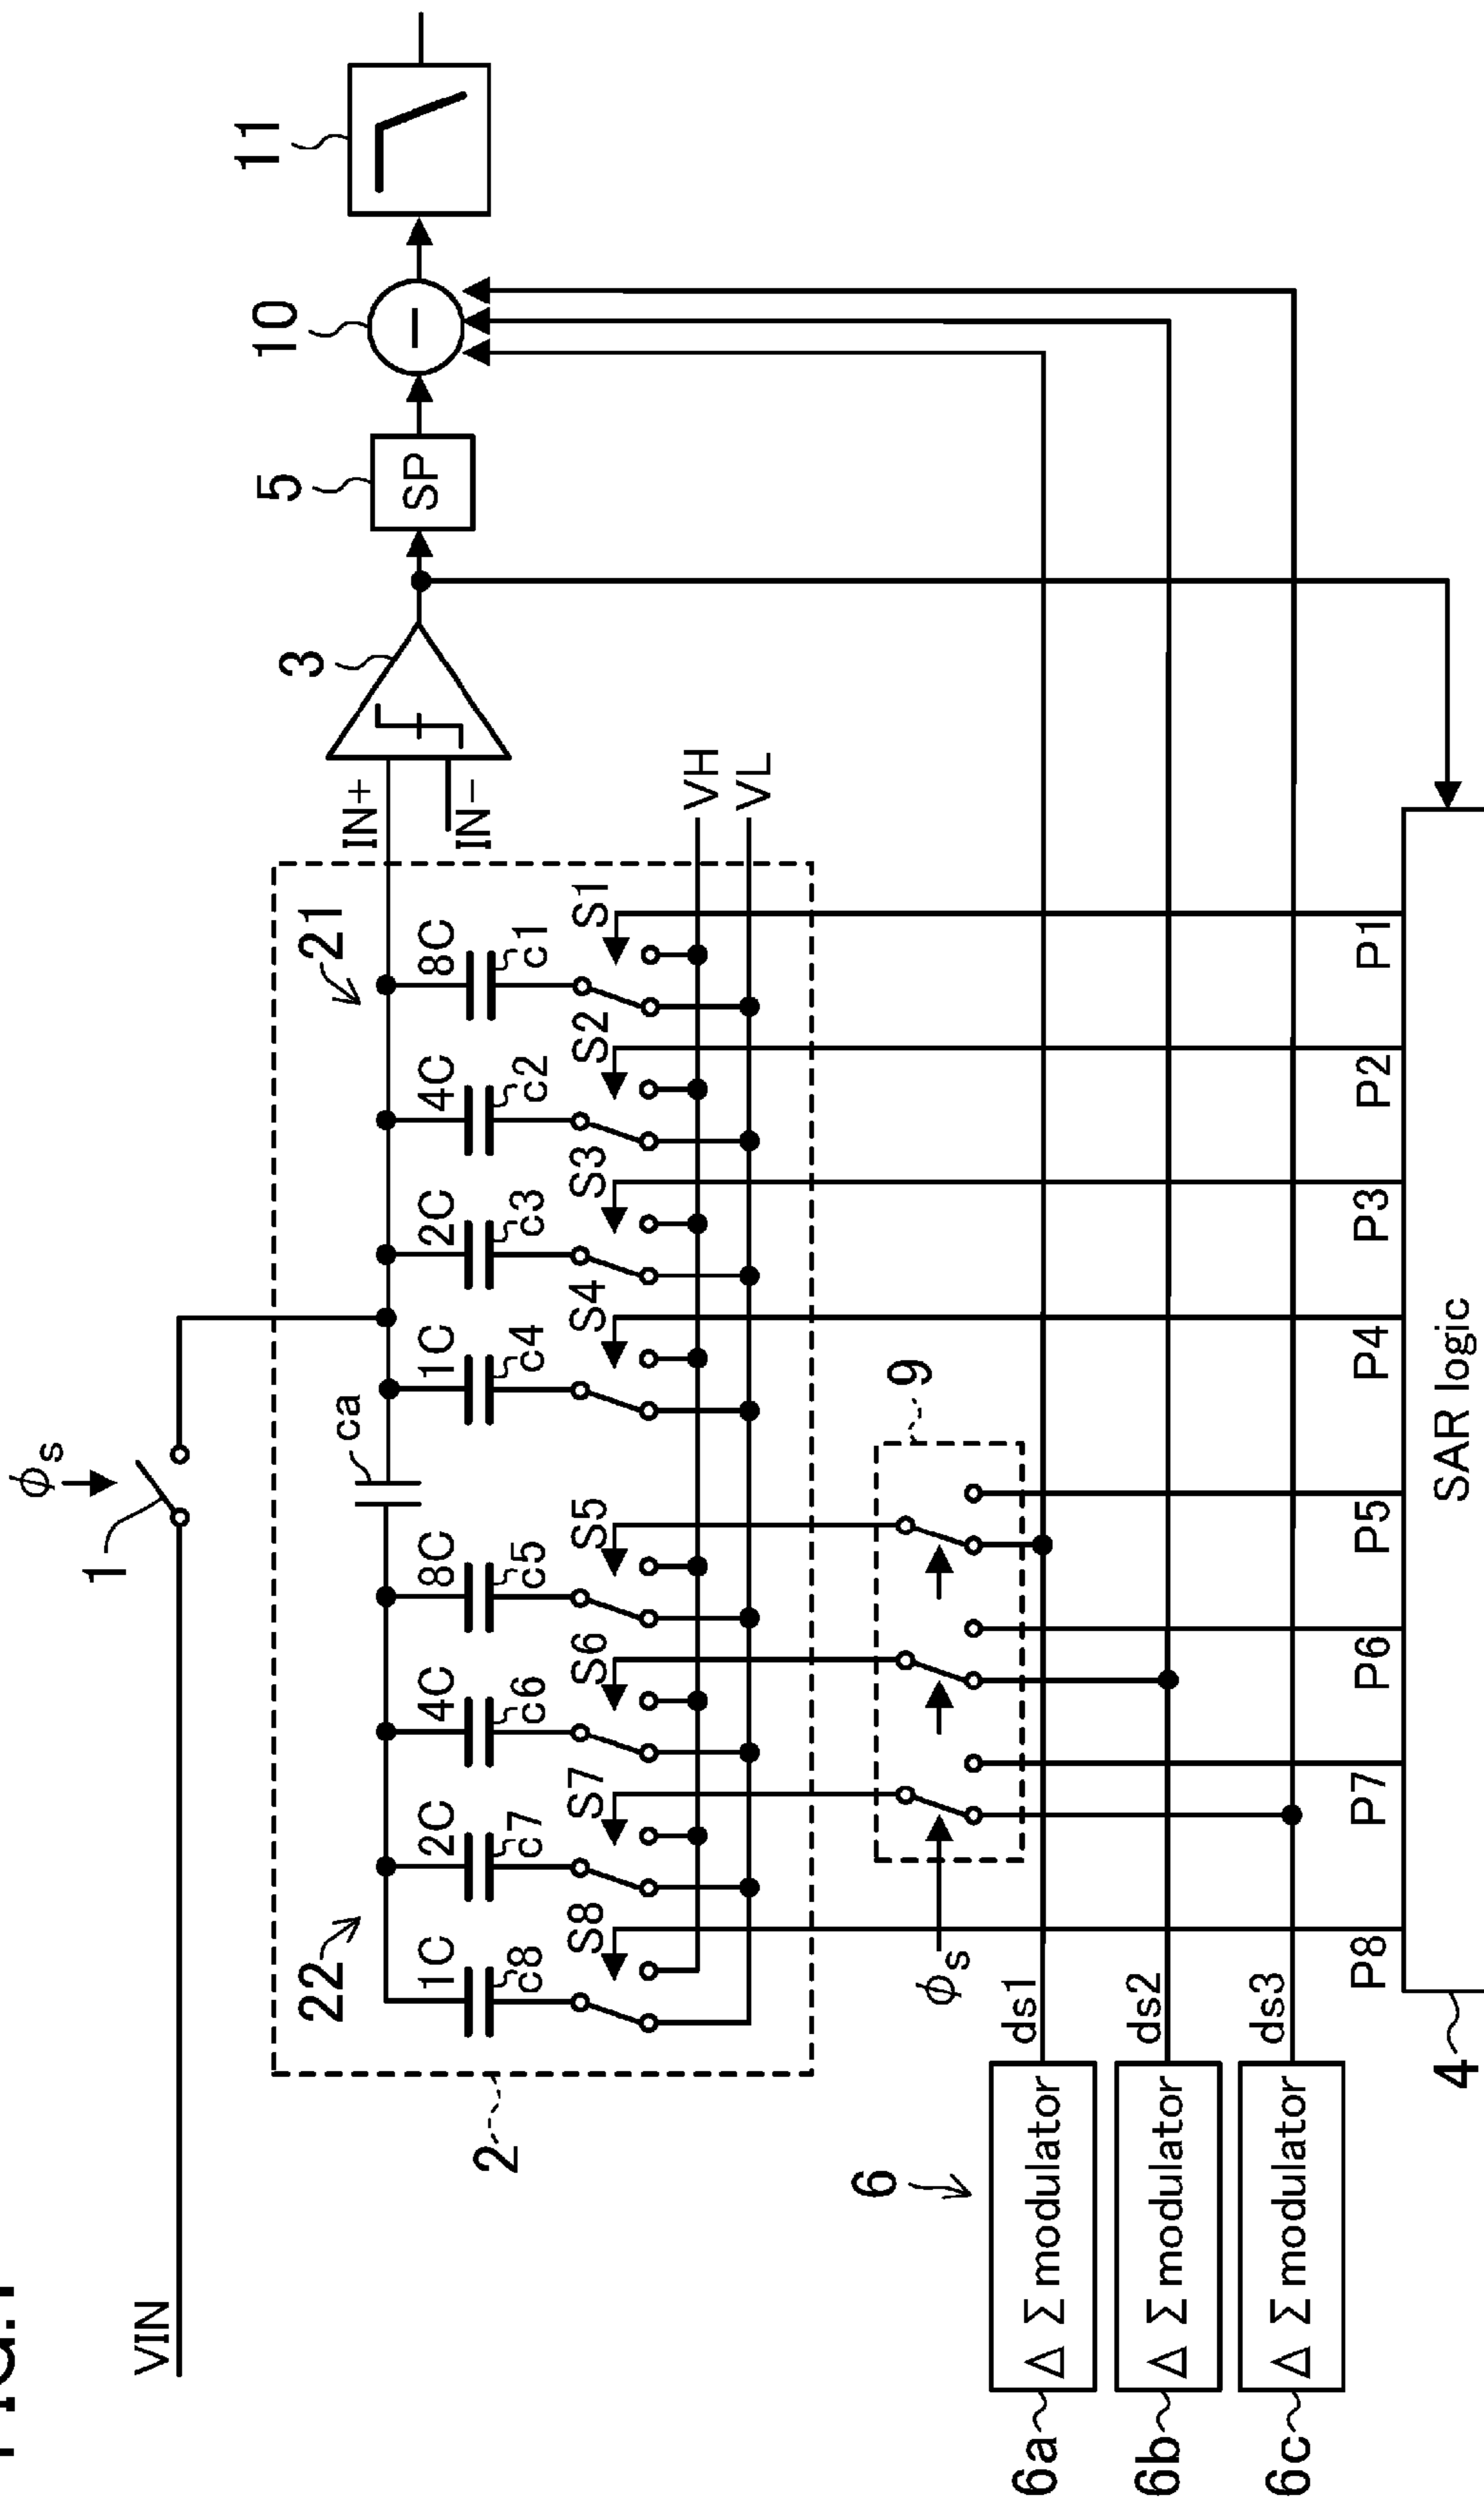 VIN
1
ϕs
10
11
5
SP
3
IN+
IN−
22
ca
21
1C
2C
4C
8C
1C
2C
4C
8C
c8
c7
c6
c5
c4
c3
c2
c1
S8
S7
S6
S5
S4
S3
S2
S1
VH
VL
2
9
ϕs
6
6a
ΔΣmodulator
ds1
6b
ΔΣmodulator
ds2
6c
ΔΣmodulator
ds3
P8
P7
P6
P5
P4
P3
P2
P1
4
SAR logic